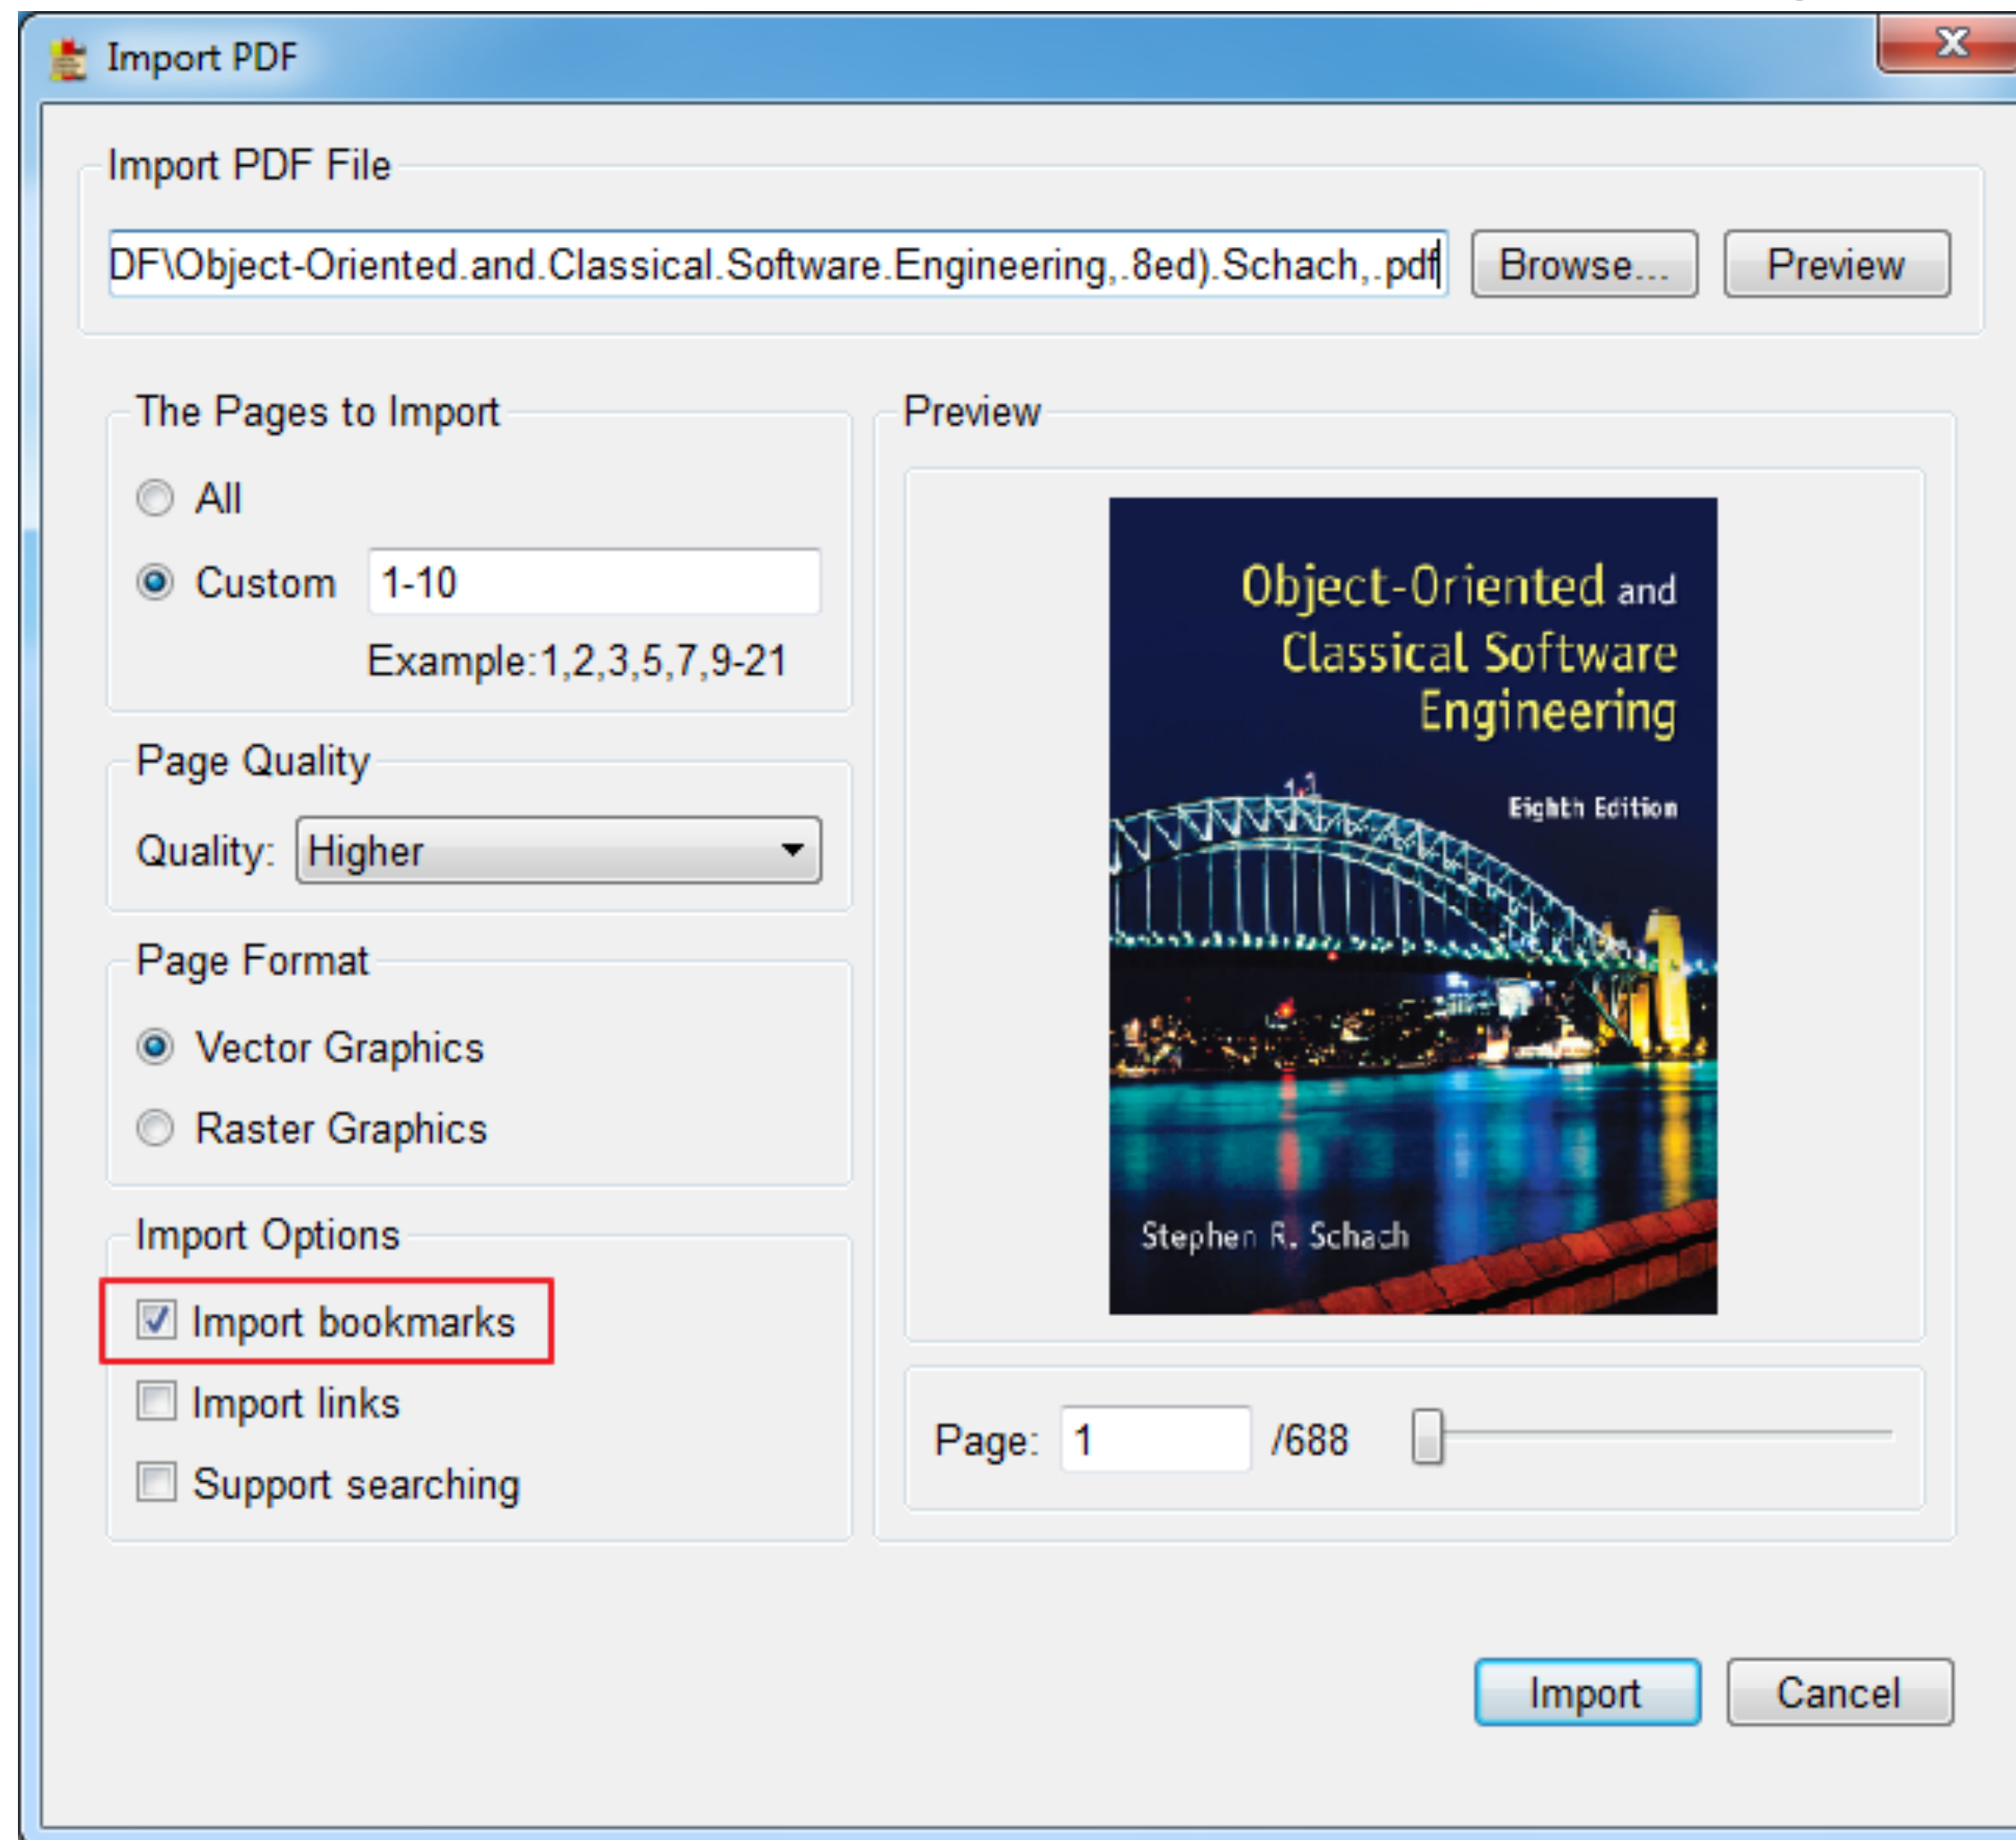 Import PDF
Import PDF File
DF\Object-Oriented.and.Classical.Software.Engineering,.8ed).Schach,.pdf Browse... Preview
The Pages to Import
All
Custom 1-10
Example:1,2,3,5,7,9-21
Page Quality
Quality: Higher
Page Format
Vector Graphics
Raster Graphics
Import Options
Import bookmarks
Import links
Support searching
Preview
Object-Oriented and
Classical Software
Engineering
Eighth Edition
Stephen R. Schach
Page: 1 /688
Import Cancel